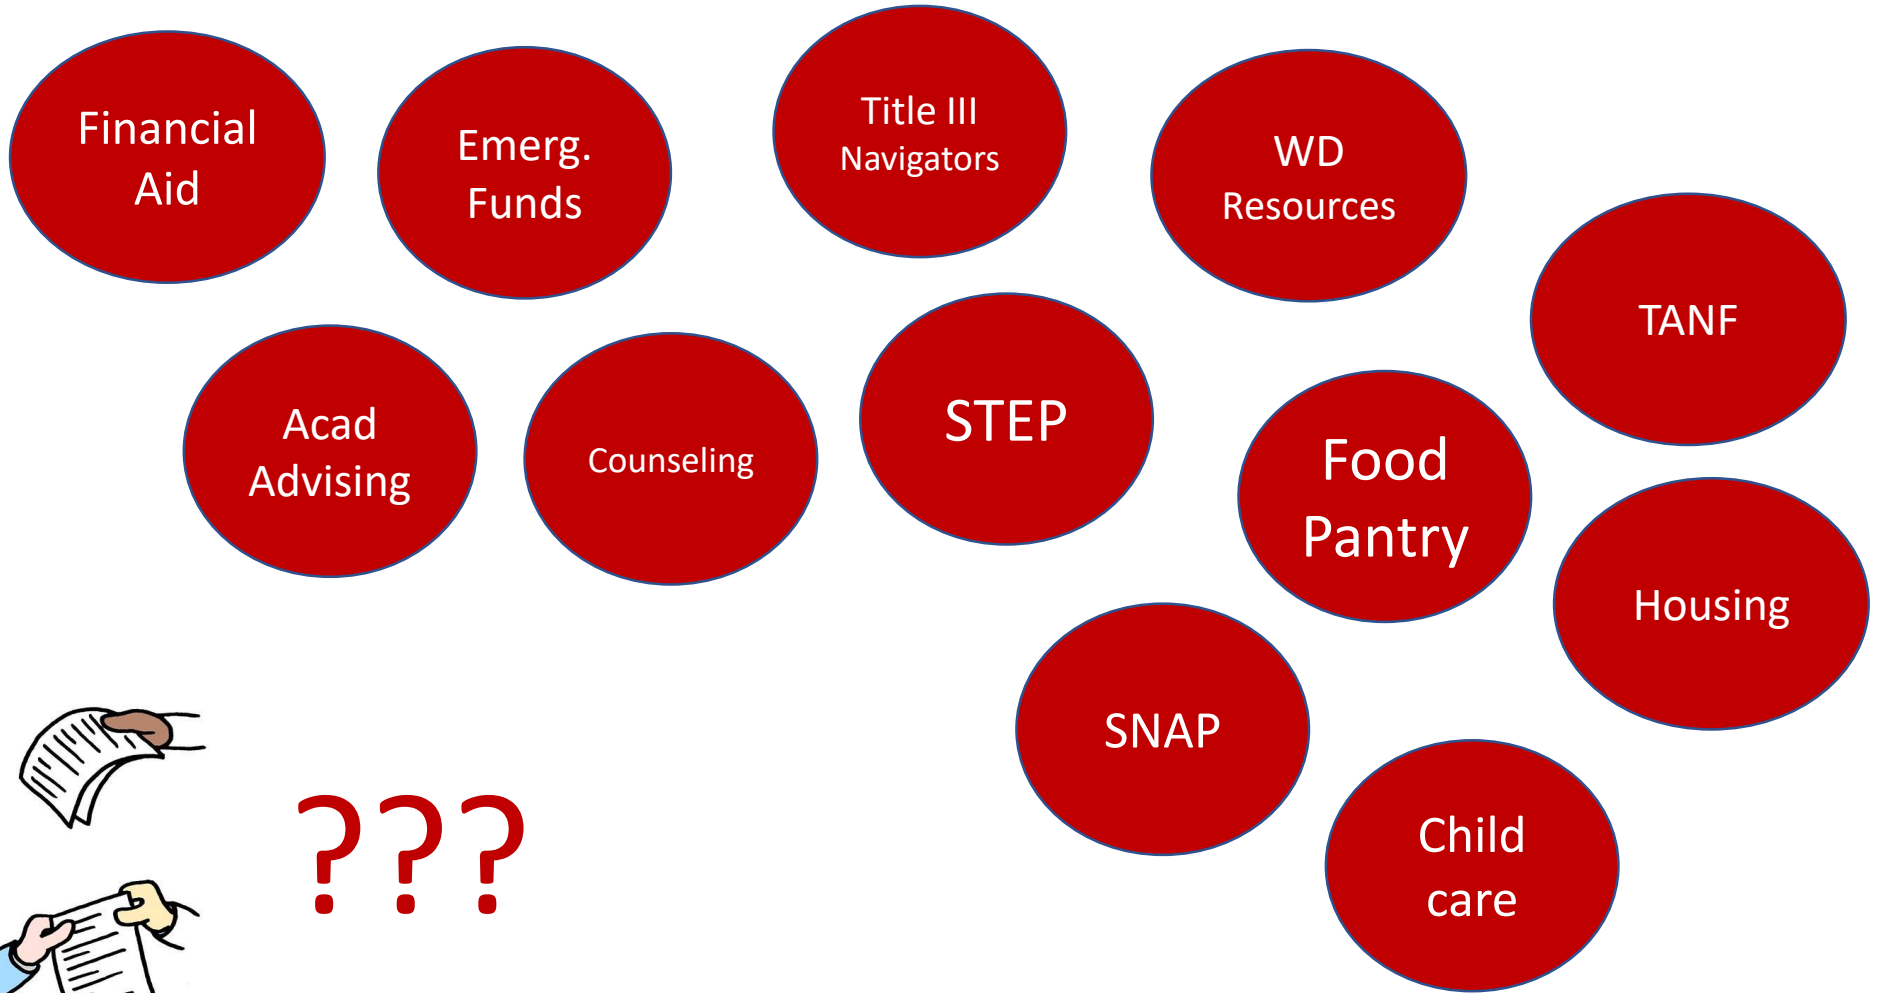 Financial
Aid
Emerg.
Funds
Title III
Navigators
WD
Resources
TANF
Acad
Advising
Counseling
STEP
Food
Pantry
Housing
SNAP
Child
care
???